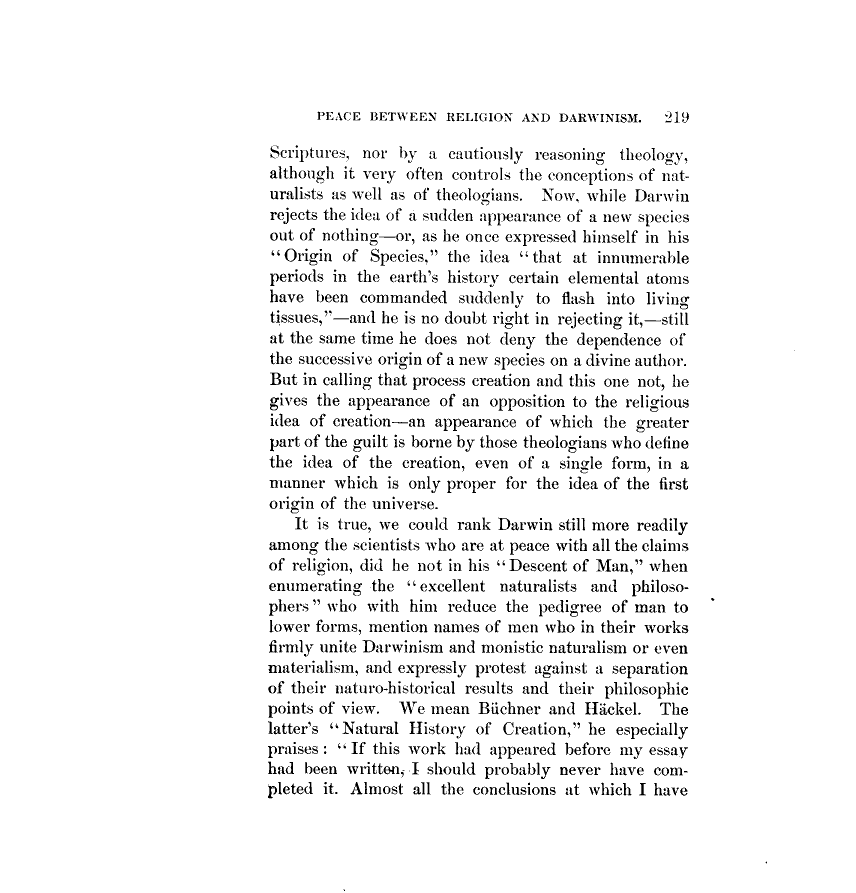 PEACE BETWEEN RELIGION AND DARWINISM. 219
Scriptures, nor by a cautiously reasoning theology,
although it very often controls the conceptions of nat-
uralists as well as of theologians. Now, while Darwin
rejects the idea of a sudden appearance of a new species
out of nothing—or, as he once expressed himself in his
“Origin of Species,” the idea “that at innumerable
periods in the earth’s history certain elemental atoms
have been commanded suddenly to flash into living
tissues,”—and he is no doubt right in rejecting it,—still
at the same time he does not deny the dependence of
the successive origin of a new species on a divine author.
But in calling that process creation and this one not, he
gives the appearance of an opposition to the religious
idea of creation—an appearance of which the greater
part of the guilt is borne by those theologians who define
the idea of the creation, even of a single form, in a
manner which is only proper for the idea of the first
origin of the universe.
It is true, we could rank Darwin still more readily
among the scientists who are at peace with all the claims
of religion, did he not in his “Descent of Man,” when
enumerating the “excellent naturalists and philoso-
phers” who with him reduce the pedigree of man to
lower forms, mention names of men who in their works
firmly unite Darwinism and monistic naturalism or even
materialism, and expressly protest against a separation
of their naturo-historical results and their philosophic
points of view. We mean Büchner and Häckel. The
latter’s “Natural History of Creation,” he especially
praises: “If this work had appeared before my essay
had been written, I should probably never have com-
pleted it. Almost all the conclusions at which I have